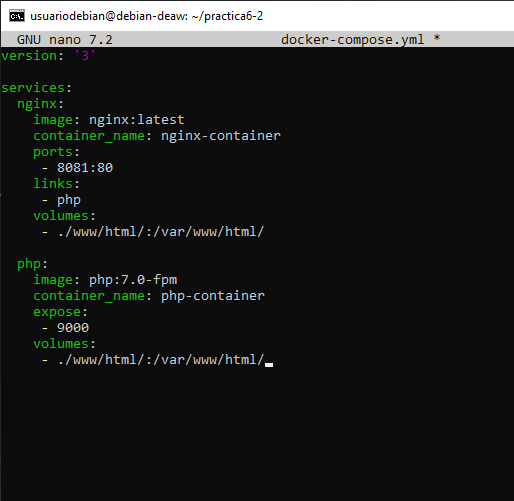 usuariodebian@debian-deaw: ~/practica6-2
GNU nano 7.2 docker-compose.yml *
version: '3'
services:
  nginx:
    image: nginx:latest
    container_name: nginx-container
    ports:
     - 8081:80
    links:
     - php
    volumes:
     - ./www/html/:/var/www/html/
  php:
    image: php:7.0-fpm
    container_name: php-container
    expose:
     - 9000
    volumes:
     - ./www/html/:/var/www/html/